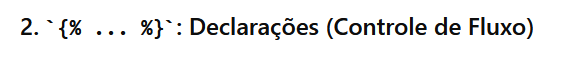 2. `{% ... %}`: Declarações (Controle de Fluxo)